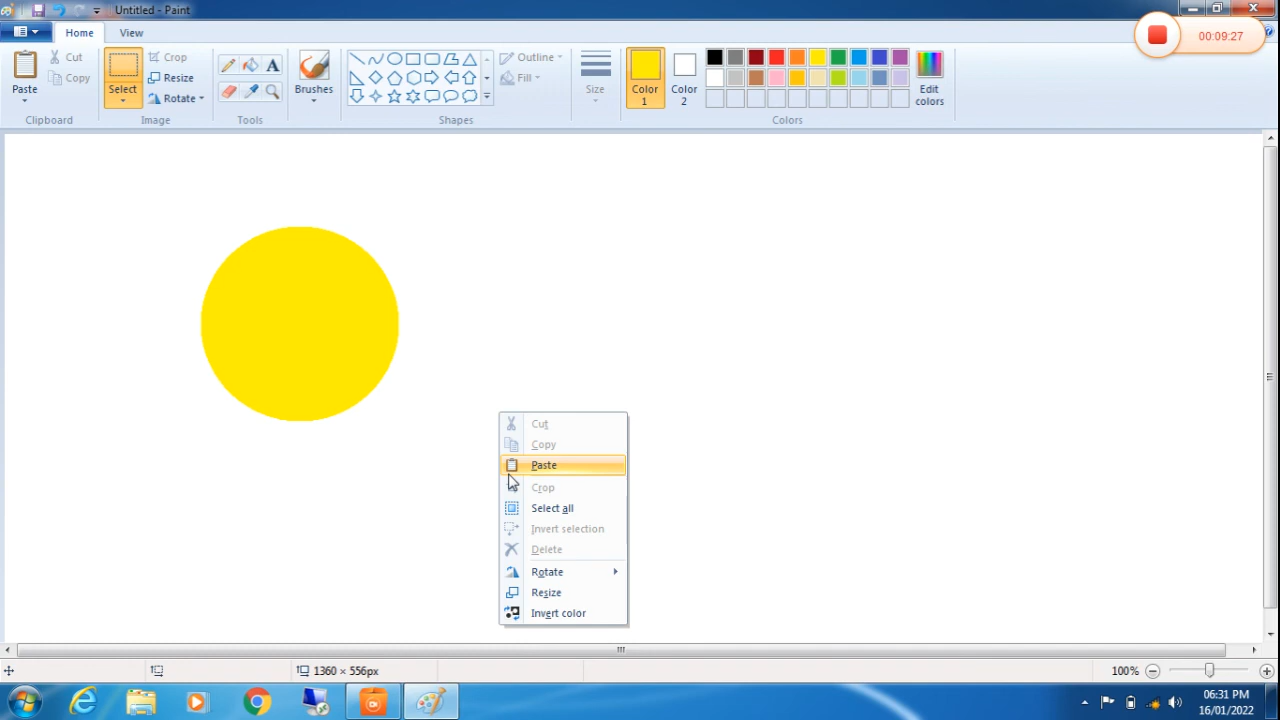 Untitled - Paint
00:09:27
Home View
Paste
Cut
Copy
Select
Crop
Resize
Rotate
A
Brushes
Outline
Fill
Size
Color
1
Color
2
Edit
colors
Clipboard Image Tools Shapes Colors
Cut
Copy
Paste
Crop
Select all
Invert selection
Delete
Rotate
Resize
Invert color
1360 × 556px
100%
06:31 PM
16/01/2022